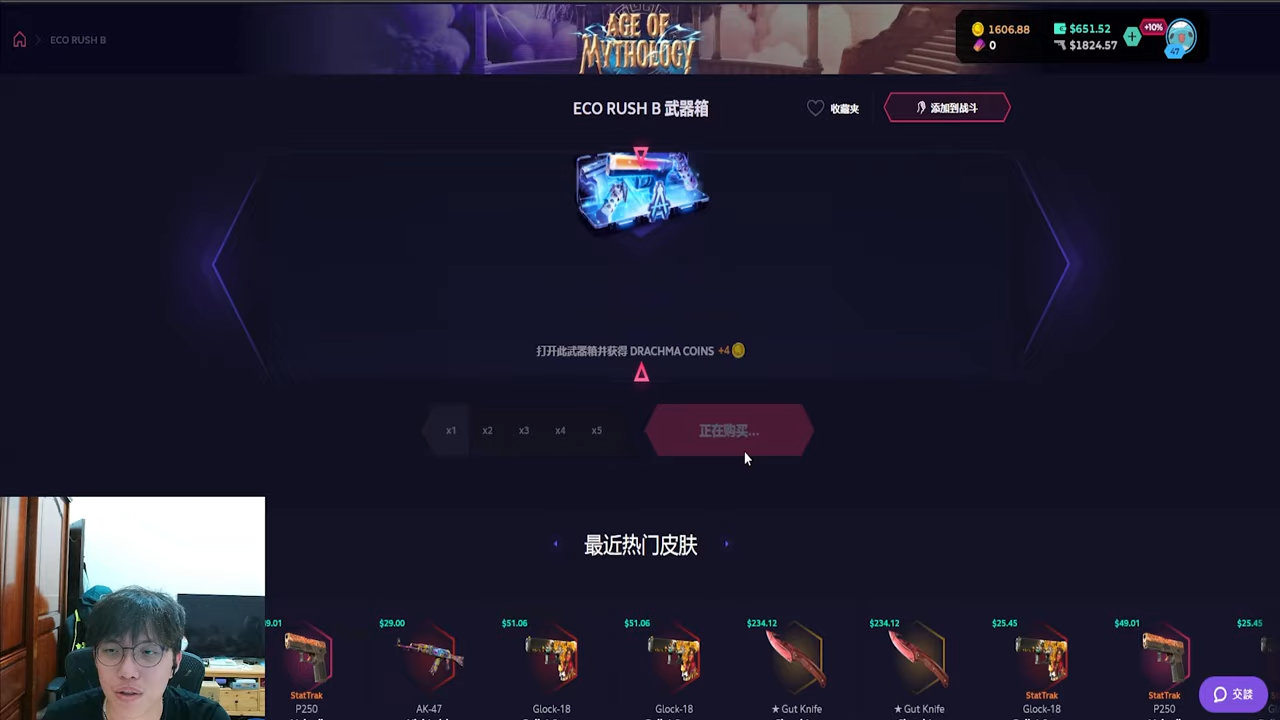 ECO RUSH B
AGE OF
MYTHOLOGY
1606.88
0
$651.52
$1824.57
+10%
47
ECO RUSH B 武器箱
收藏夹
添加到战斗
打开此武器箱并获得 DRACHMA COINS +4
x1
x2
x3
x4
x5
正在购买...
最近热门皮肤
9.01
$29.00
$51.06
$51.06
$234.12
$234.12
$25.45
$49.01
$25.45
StatTrak
StatTrak
StatTrak
P250
AK-47
Glock-18
Glock-18
★ Gut Knife
★ Gut Knife
Glock-18
P250
交談